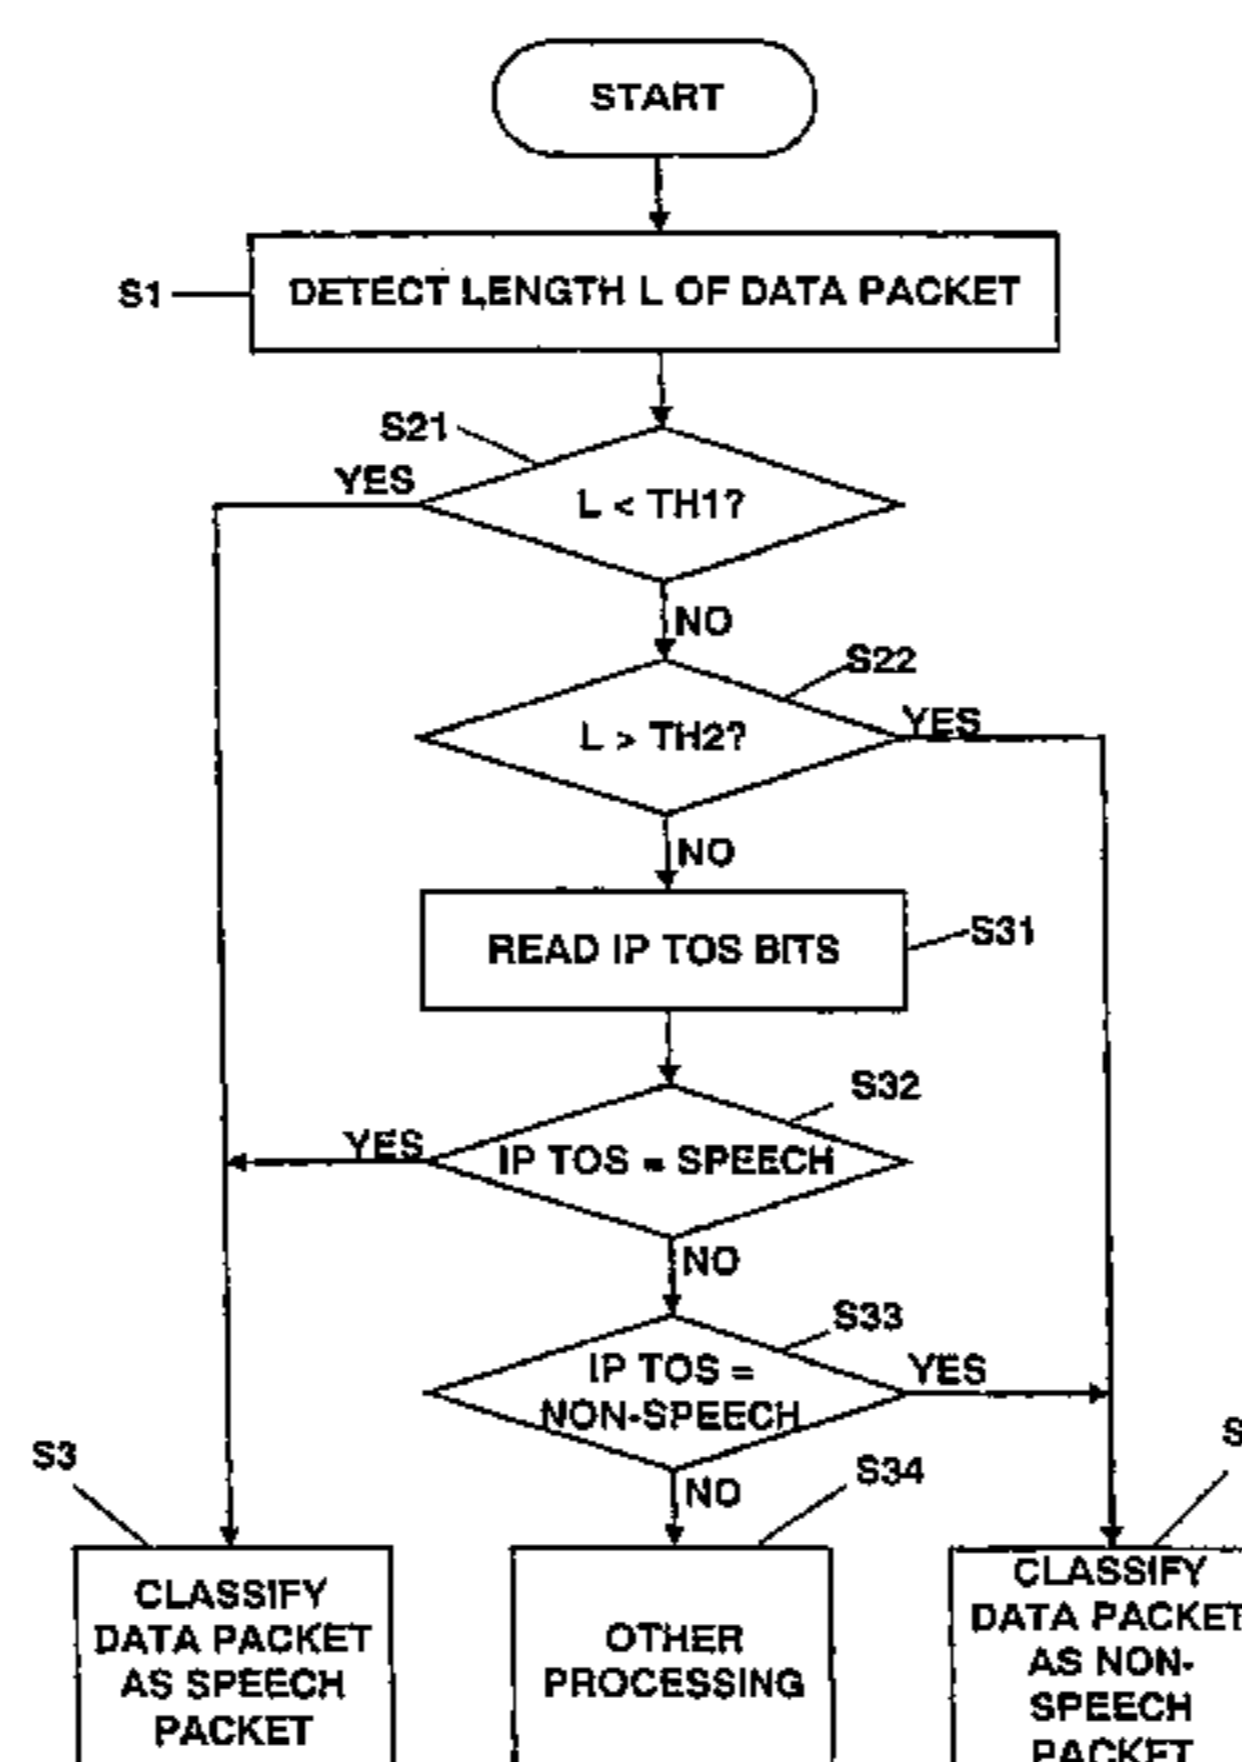 START
S1
DETECT LENGTH L OF DATA PACKET
S21
YES
L < TH1?
NO
S22
L > TH2?
YES
NO
READ IP TOS BITS
S31
S32
YES
IP TOS = SPEECH
NO
S33
IP TOS =
NON-SPEECH
YES
S3
S34
NO
CLASSIFY
DATA PACKET
AS SPEECH
PACKET
OTHER
PROCESSING
CLASSIFY
DATA PACKET
AS NON-
SPEECH
PACKET